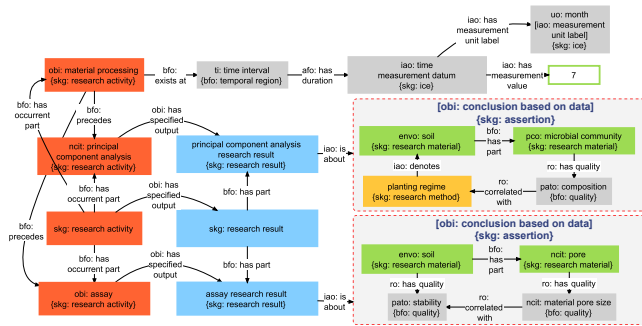 uo: month
[iao: measurement
unit label]
{skg: ice}
iao: has
measurement
unit label
obi: material processing
{skg: research activity}
bfo:
exists at
ti: time interval
{bfo: temporal region}
afo: has
duration
iao: time
measurement datum
{skg: ice}
iao: has
measurement
value
7
bfo: has
occurrent
part
bfo:
precedes
obi: has
specified
output
ncit: principal
component analysis
{skg: research activity}
principal component analysis
research result
{skg: research result}
iao: is
about
[obi: conclusion based on data]
{skg: assertion}
envo: soil
{skg: research material}
bfo:
has
part
pco: microbial community
{skg: research material}
iao: denotes
ro: has quality
planting regime
{skg: research method}
ro: correlated
with
pato: composition
{bfo: quality}
bfo: has
occurrent part
obi: has
specified
output
bfo: has part
bfo:
precedes
skg: research activity
skg: research result
bfo: has
occurrent part
obi: has
specified
output
bfo: has part
obi: assay
{skg: research activity}
assay research result
{skg: research result}
iao: is
about
[obi: conclusion based on data]
{skg: assertion}
envo: soil
{skg: research material}
bfo:
has
part
ncit: pore
{skg: research material}
ro: has quality
ro: has quality
pato: stability
{bfo: quality}
ro:
correlated
with
ncit: material pore size
{bfo: quality}